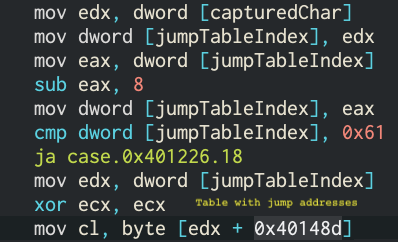 mov edx, dword [capturedChar]
mov dword [jumpTableIndex], edx
mov eax, dword [jumpTableIndex]
sub eax, 8
mov dword [jumpTableIndex], eax
cmp dword [jumpTableIndex], 0x61
ja case.0x401226.18
mov edx, dword [jumpTableIndex]
xor ecx, ecx Table with jump addresses
mov cl, byte [edx + 0x40148d]